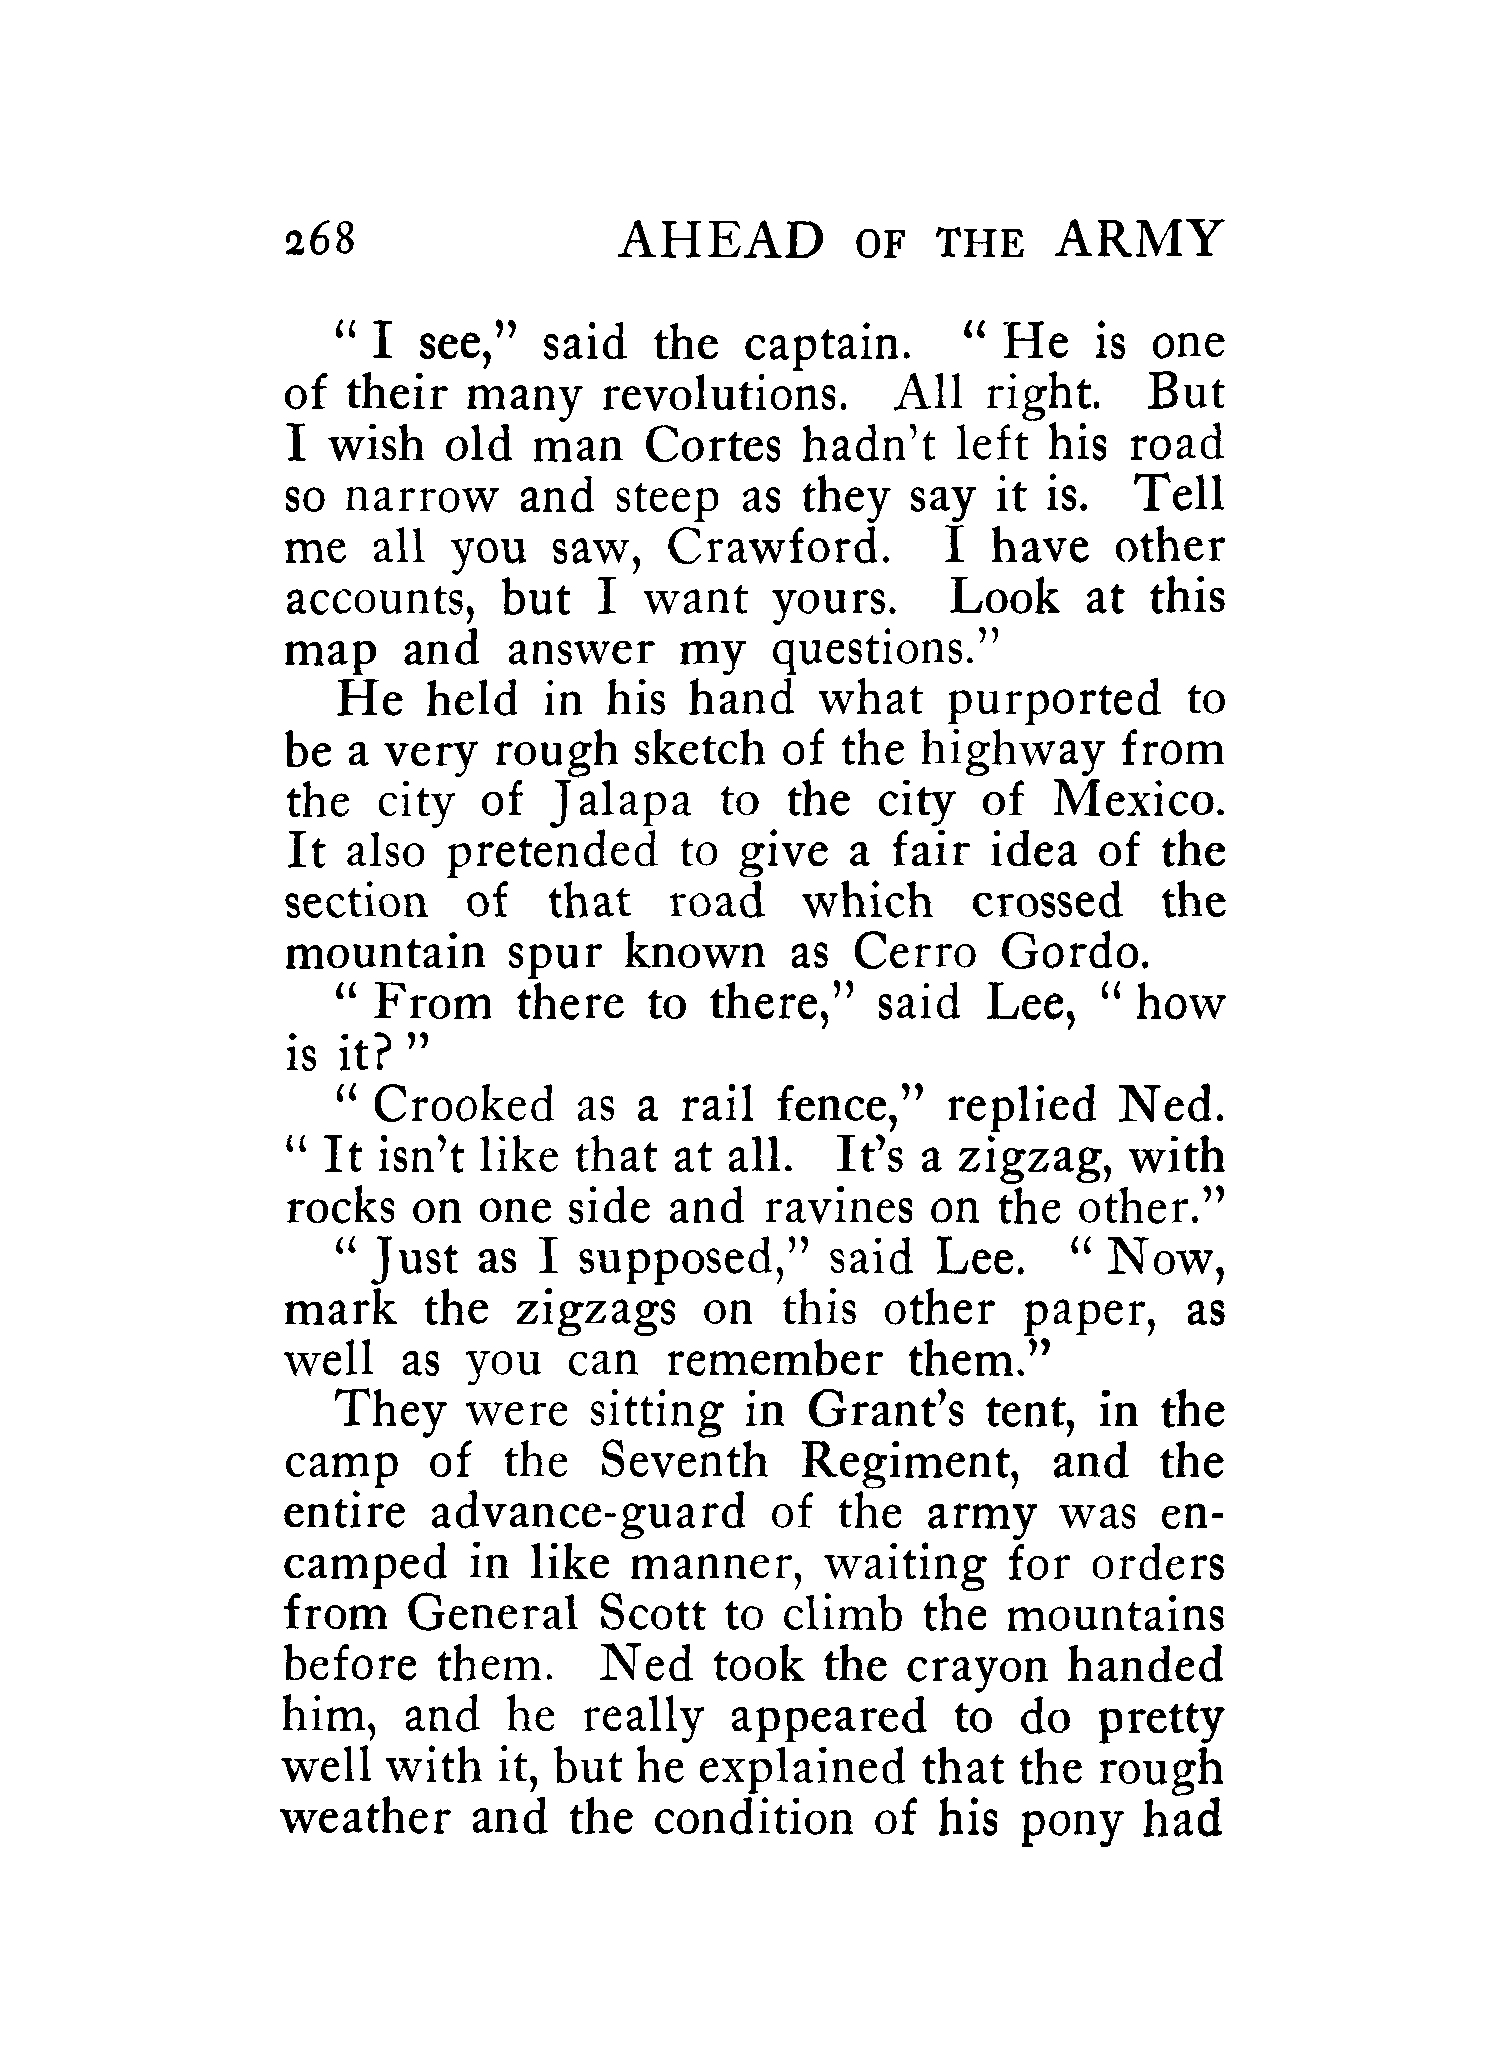 268 AHEAD OF THE ARMY
“ I see,” said the captain. “ He is one
of their many revolutions. All right. But
I wish old man Cortes hadn’t left his road
so narrow and steep as they say it is. Tell
me all you saw, Crawford. I have other
accounts, but I want yours. Look at this
map and answer my questions.”
He held in his hand what purported to
be a very rough sketch of the highway from
the city of Jalapa to the city of Mexico.
It also pretended to give a fair idea of the
section of that road which crossed the
mountain spur known as Cerro Gordo.
“ From there to there,” said Lee, “ how
is it? ”
“ Crooked as a rail fence,” replied Ned.
“ It isn’t like that at all. It’s a zigzag, with
rocks on one side and ravines on the other.”
“ Just as I supposed,” said Lee. “ Now,
mark the zigzags on this other paper, as
well as you can remember them.”
They were sitting in Grant’s tent, in the
camp of the Seventh Regiment, and the
entire advance-guard of the army was en-
camped in like manner, waiting for orders
from General Scott to climb the mountains
before them. Ned took the crayon handed
him, and he really appeared to do pretty
well with it, but he explained that the rough
weather and the condition of his pony had